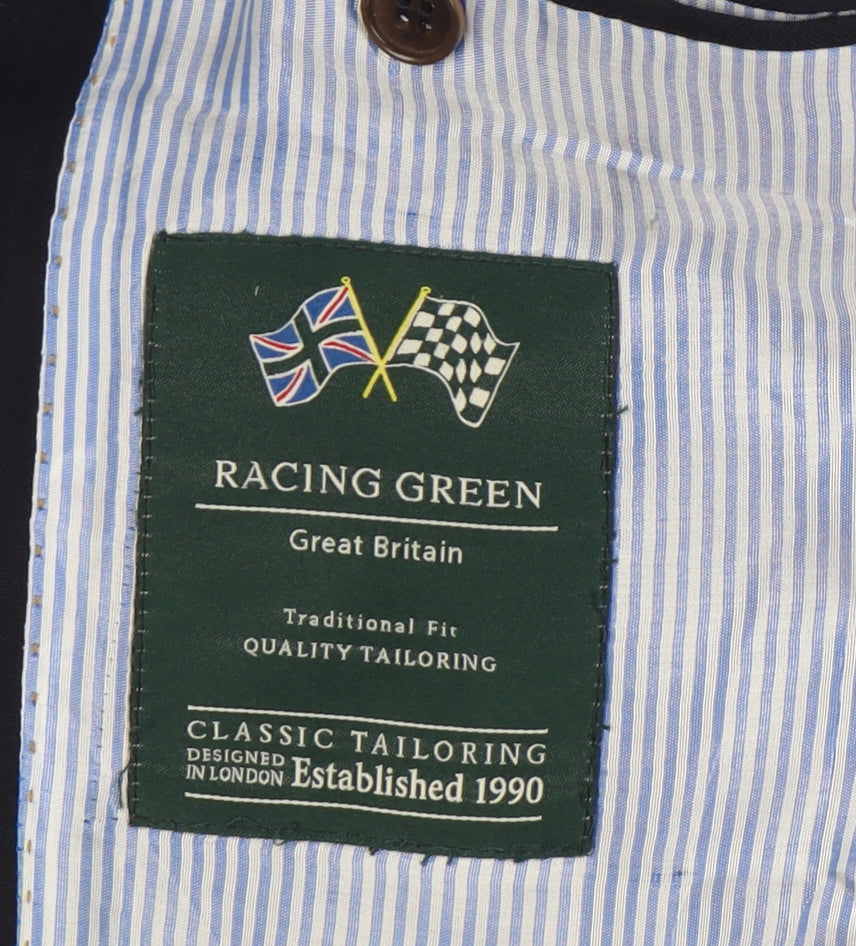 RACING GREEN
Great Britain
Traditional Fit
QUALITY TAILORING
CLASSIC TAILORING
DESIGNED
IN LONDON Established 1990